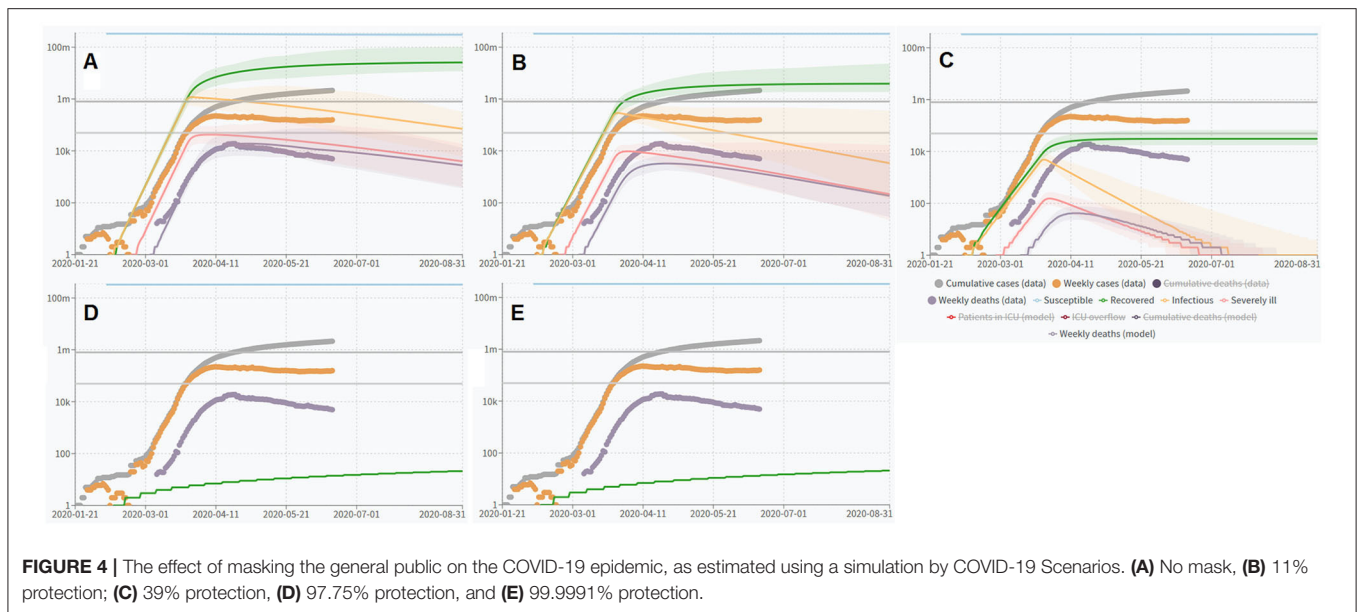 A
100m
1m
10k
100
1
2020-01-21
2020-03-01
2020-04-11
2020-05-21
2020-07-01
2020-08-31
B
100m
1m
10k
100
1
2020-01-21
2020-03-01
2020-04-11
2020-05-21
2020-07-01
2020-08-31
C
100m
1m
10k
100
1
2020-01-21
2020-03-01
2020-04-11
2020-05-21
2020-07-01
2020-08-31
Cumulative cases (data) Weekly cases (data) Cumulative deaths (data)
Weekly deaths (data) Susceptible Recovered Infectious Severely ill
Patients in ICU (model) ICU overflow Cumulative deaths (model)
Weekly deaths (model)
D
100m
1m
10k
100
1
2020-01-21
2020-03-01
2020-04-11
2020-05-21
2020-07-01
2020-08-31
E
100m
1m
10k
100
1
2020-01-21
2020-03-01
2020-04-11
2020-05-21
2020-07-01
2020-08-31
FIGURE 4 | The effect of masking the general public on the COVID-19 epidemic, as estimated using a simulation by COVID-19 Scenarios. (A) No mask, (B) 11%
protection; (C) 39% protection, (D) 97.75% protection, and (E) 99.9991% protection.